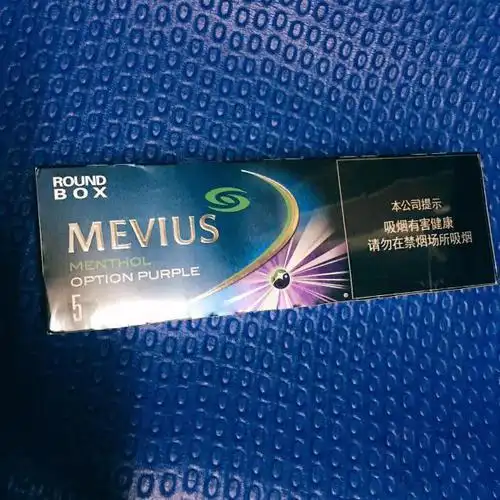 ROUND
BOX
MEVIUS
MENTHOL
OPTION PURPLE
5
本公司提示
吸烟有害健康
请勿在禁烟场所吸烟